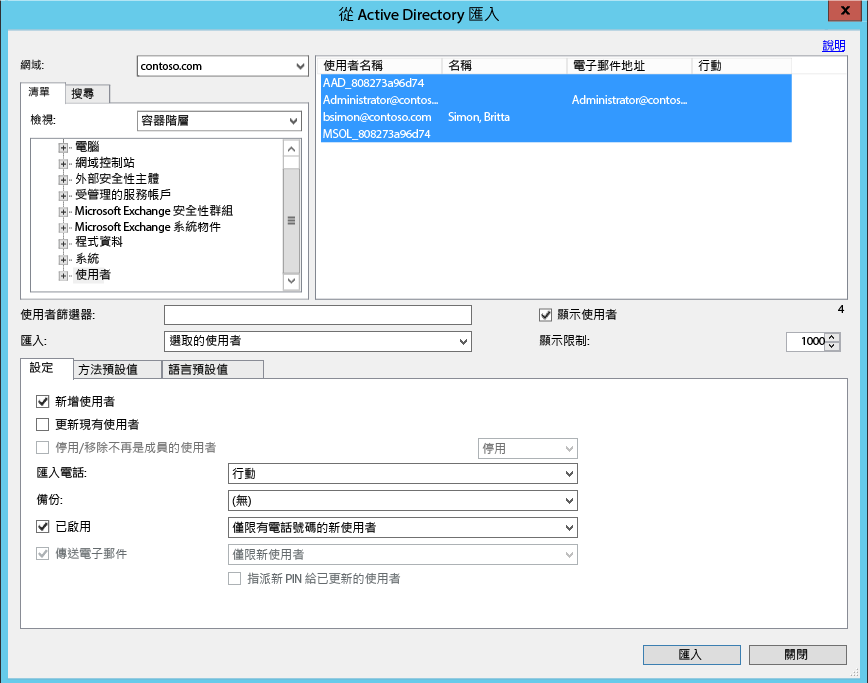 從 Active Directory 匯入
x
說明
網域: contoso.com
清單 搜尋
檢視: 容器階層
電腦
網域控制站
外部安全性主體
受管理的服務帳戶
Microsoft Exchange 安全性群組
Microsoft Exchange 系統物件
程式資料
系統
使用者
使用者名稱 名稱 電子郵件地址 行動
AAD_808273a96d74
Administrator@contos... Administrator@contos...
bsimon@contoso.com Simon, Britta
MSOL_808273a96d74
使用者篩選器: 顯示使用者 4
匯入: 選取的使用者 顯示限制: 1000
設定 方法預設值 語言預設值
新增使用者
更新現有使用者
停用/移除不再是成員的使用者 停用
匯入電話: 行動
備份: (無)
已啟用 僅限有電話號碼的新使用者
傳送電子郵件 僅限新使用者
指派新 PIN 給已更新的使用者
匯入 關閉